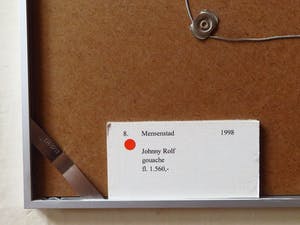 8. Mensenstad 1998
Johnny Rolf
gouache
fl. 1.560,-